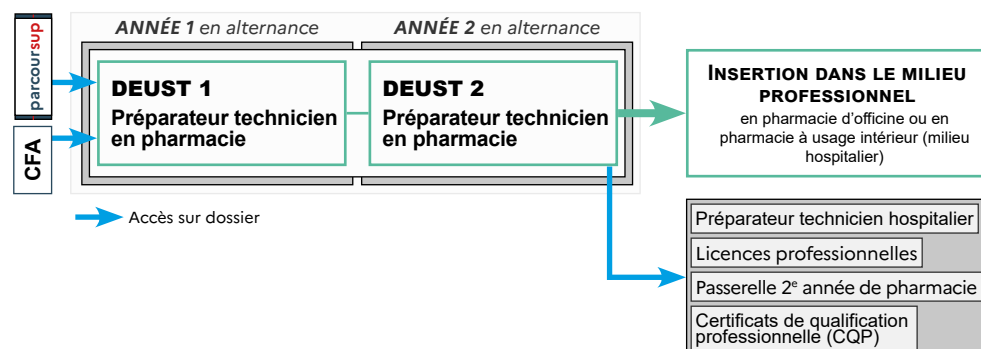 parcoursup
CFA
ANNÉE 1 en alternance
DEUST 1
Préparateur technicien
en pharmacie
ANNÉE 2 en alternance
DEUST 2
Préparateur technicien
en pharmacie
Accès sur dossier
INSERTION DANS LE MILIEU
PROFESSIONNEL
en pharmacie d’officine ou en
pharmacie à usage intérieur (milieu
hospitalier)
Préparateur technicien hospitalier
Licences professionnelles
Passerelle 2e année de pharmacie
Certificats de qualification
professionnelle (CQP)